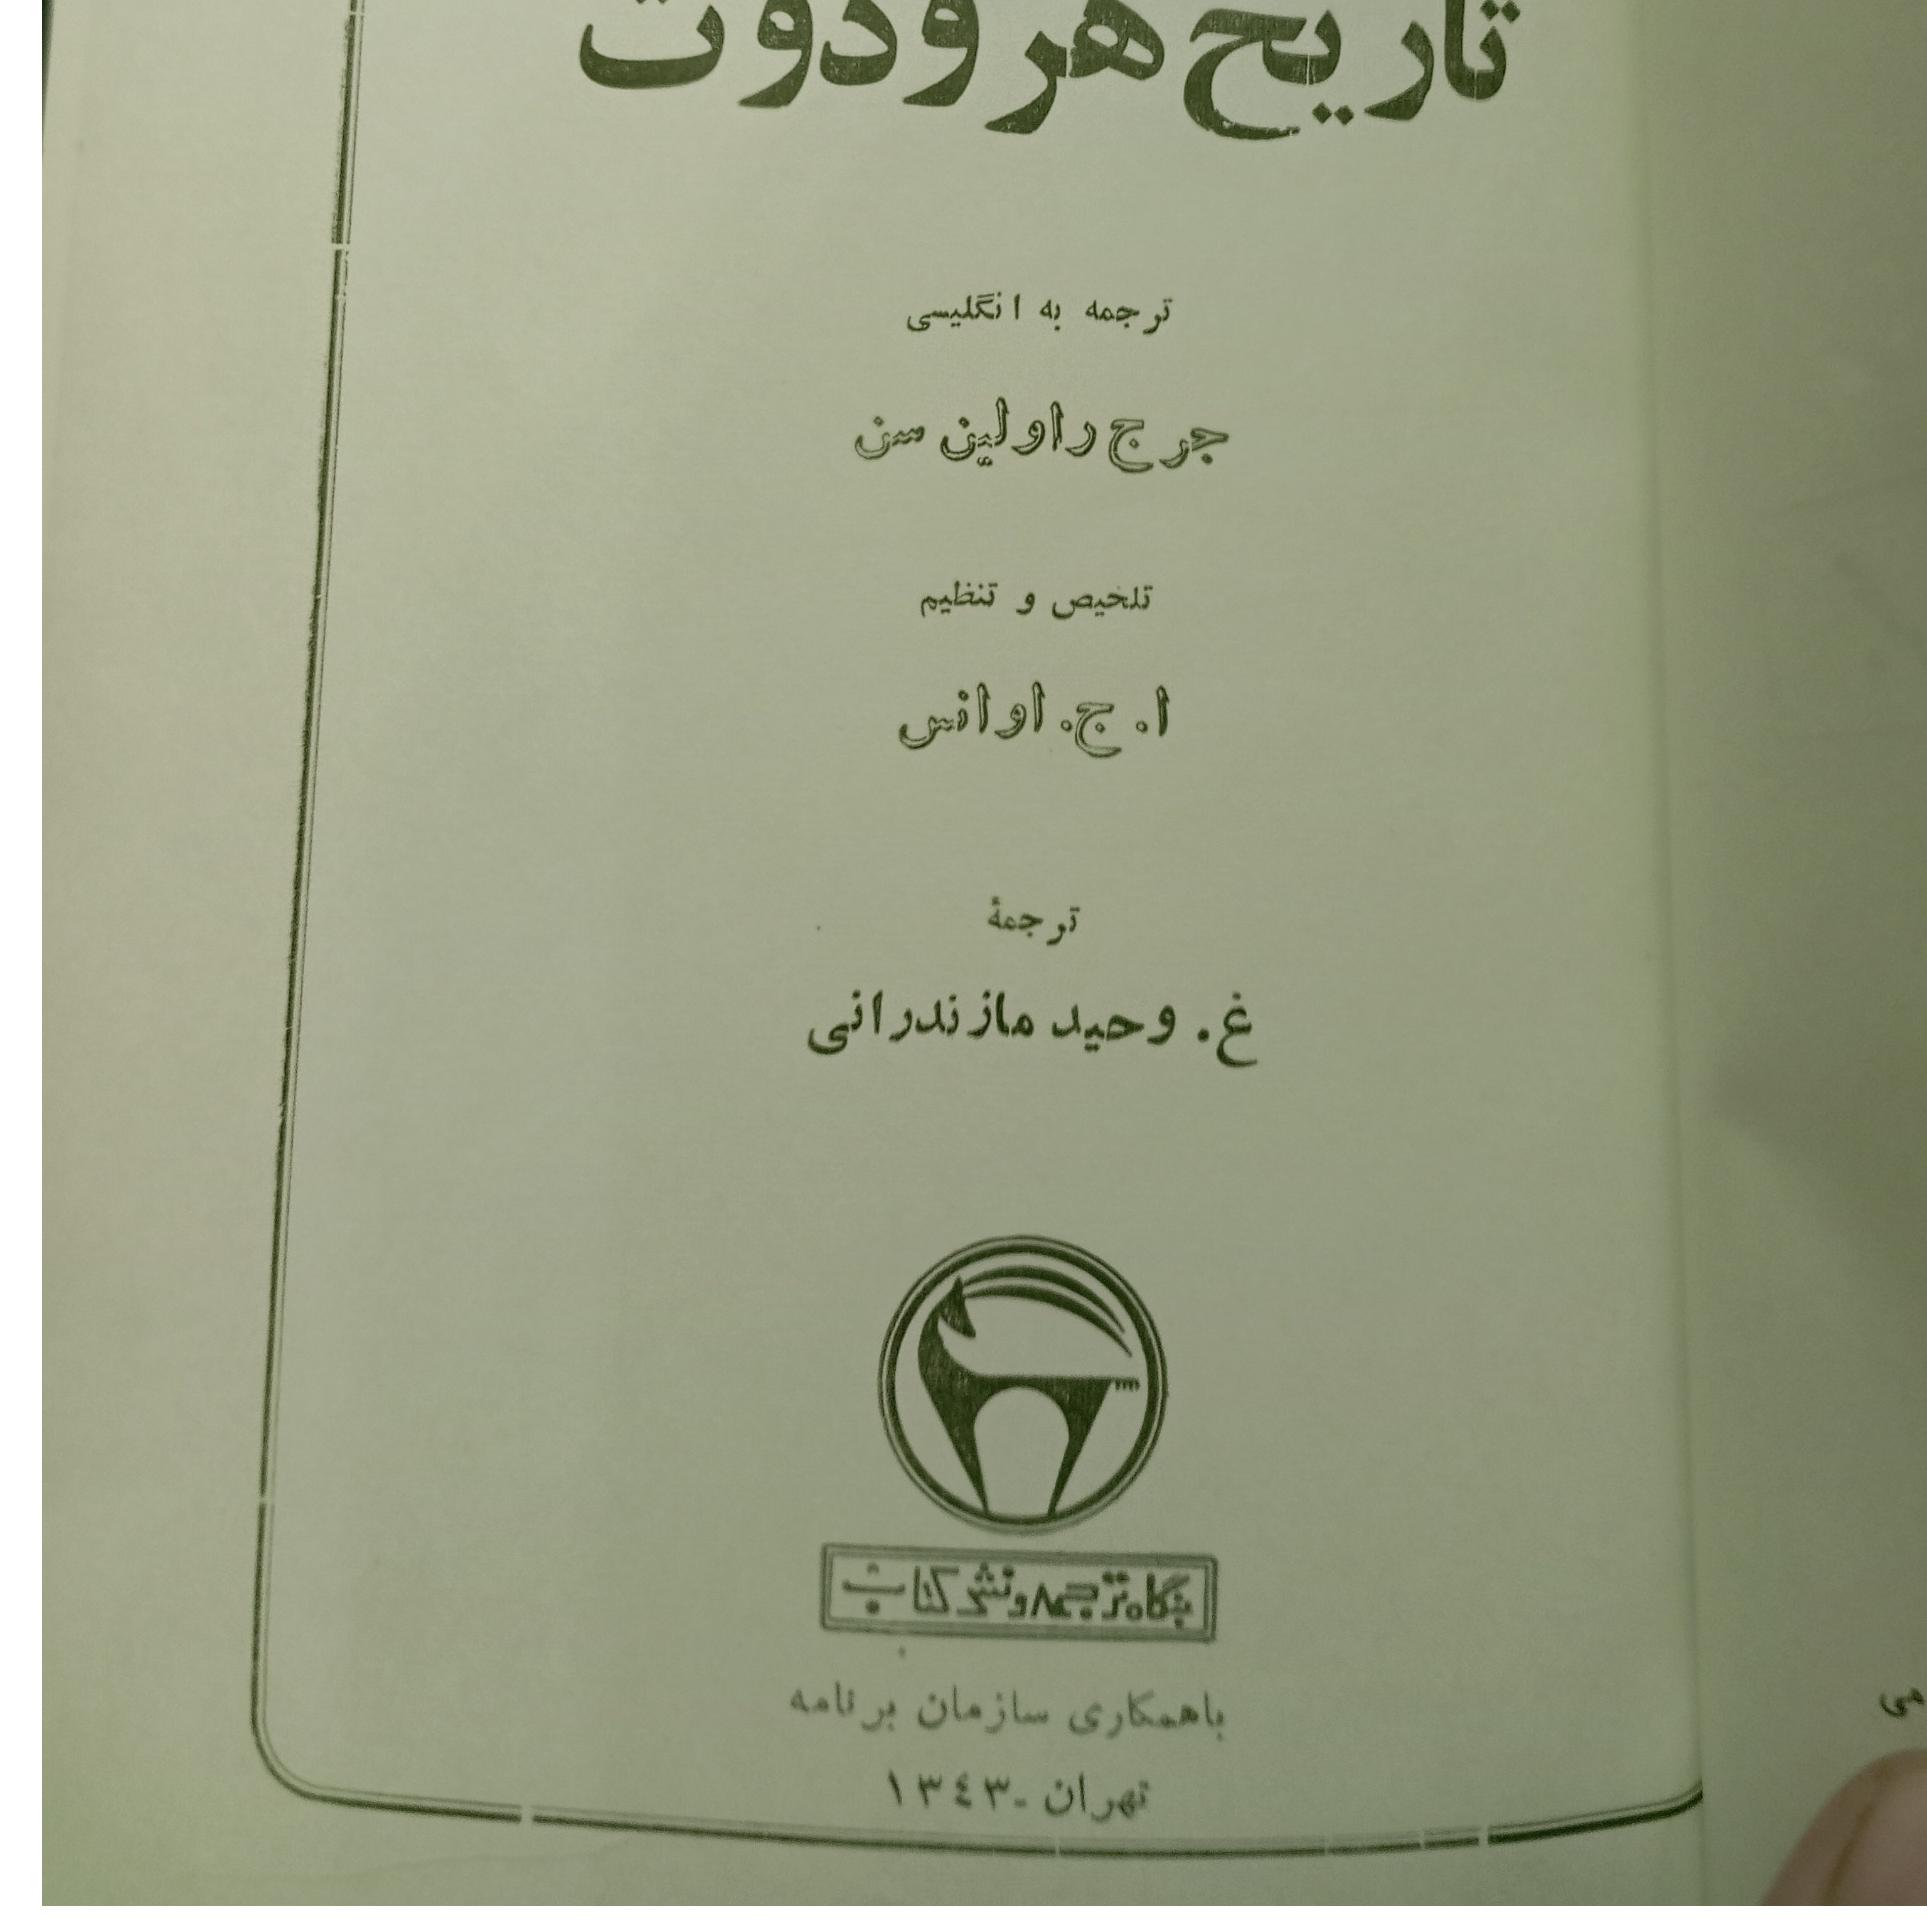 تاریخ هرودوت
ترجمه به انگلیسی
جرج راولین سن
تلخیص و تنظیم
ا. ج. اوانس
ترجمهٔ
غ. وحید مازندرانی
بنگاه ترجمه و نشر کتاب
باهمکاری سازمان برنامه
تهران - ۱۳۴۳